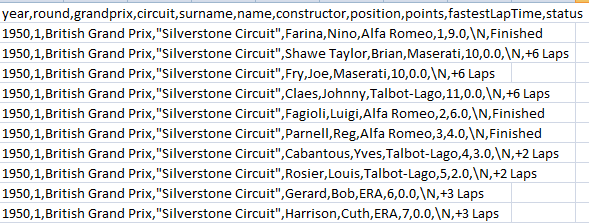 year,round,grandprix,circuit,surname,name,constructor,position,points,fastestLapTime,status
1950,1,British Grand Prix,"Silverstone Circuit",Farina,Nino,Alfa Romeo,1,9.0,\N,Finished
1950,1,British Grand Prix,"Silverstone Circuit",Shawe Taylor,Brian,Maserati,10,0.0,\N,+6 Laps
1950,1,British Grand Prix,"Silverstone Circuit",Fry,Joe,Maserati,10,0.0,\N,+6 Laps
1950,1,British Grand Prix,"Silverstone Circuit",Claes,Johnny,Talbot-Lago,11,0.0,\N,+6 Laps
1950,1,British Grand Prix,"Silverstone Circuit",Fagioli,Luigi,Alfa Romeo,2,6.0,\N,Finished
1950,1,British Grand Prix,"Silverstone Circuit",Parnell,Reg,Alfa Romeo,3,4.0,\N,Finished
1950,1,British Grand Prix,"Silverstone Circuit",Cabantous,Yves,Talbot-Lago,4,3.0,\N,+2 Laps
1950,1,British Grand Prix,"Silverstone Circuit",Rosier,Louis,Talbot-Lago,5,2.0,\N,+2 Laps
1950,1,British Grand Prix,"Silverstone Circuit",Gerard,Bob,ERA,6,0.0,\N,+3 Laps
1950,1,British Grand Prix,"Silverstone Circuit",Harrison,Cuth,ERA,7,0.0,\N,+3 Laps